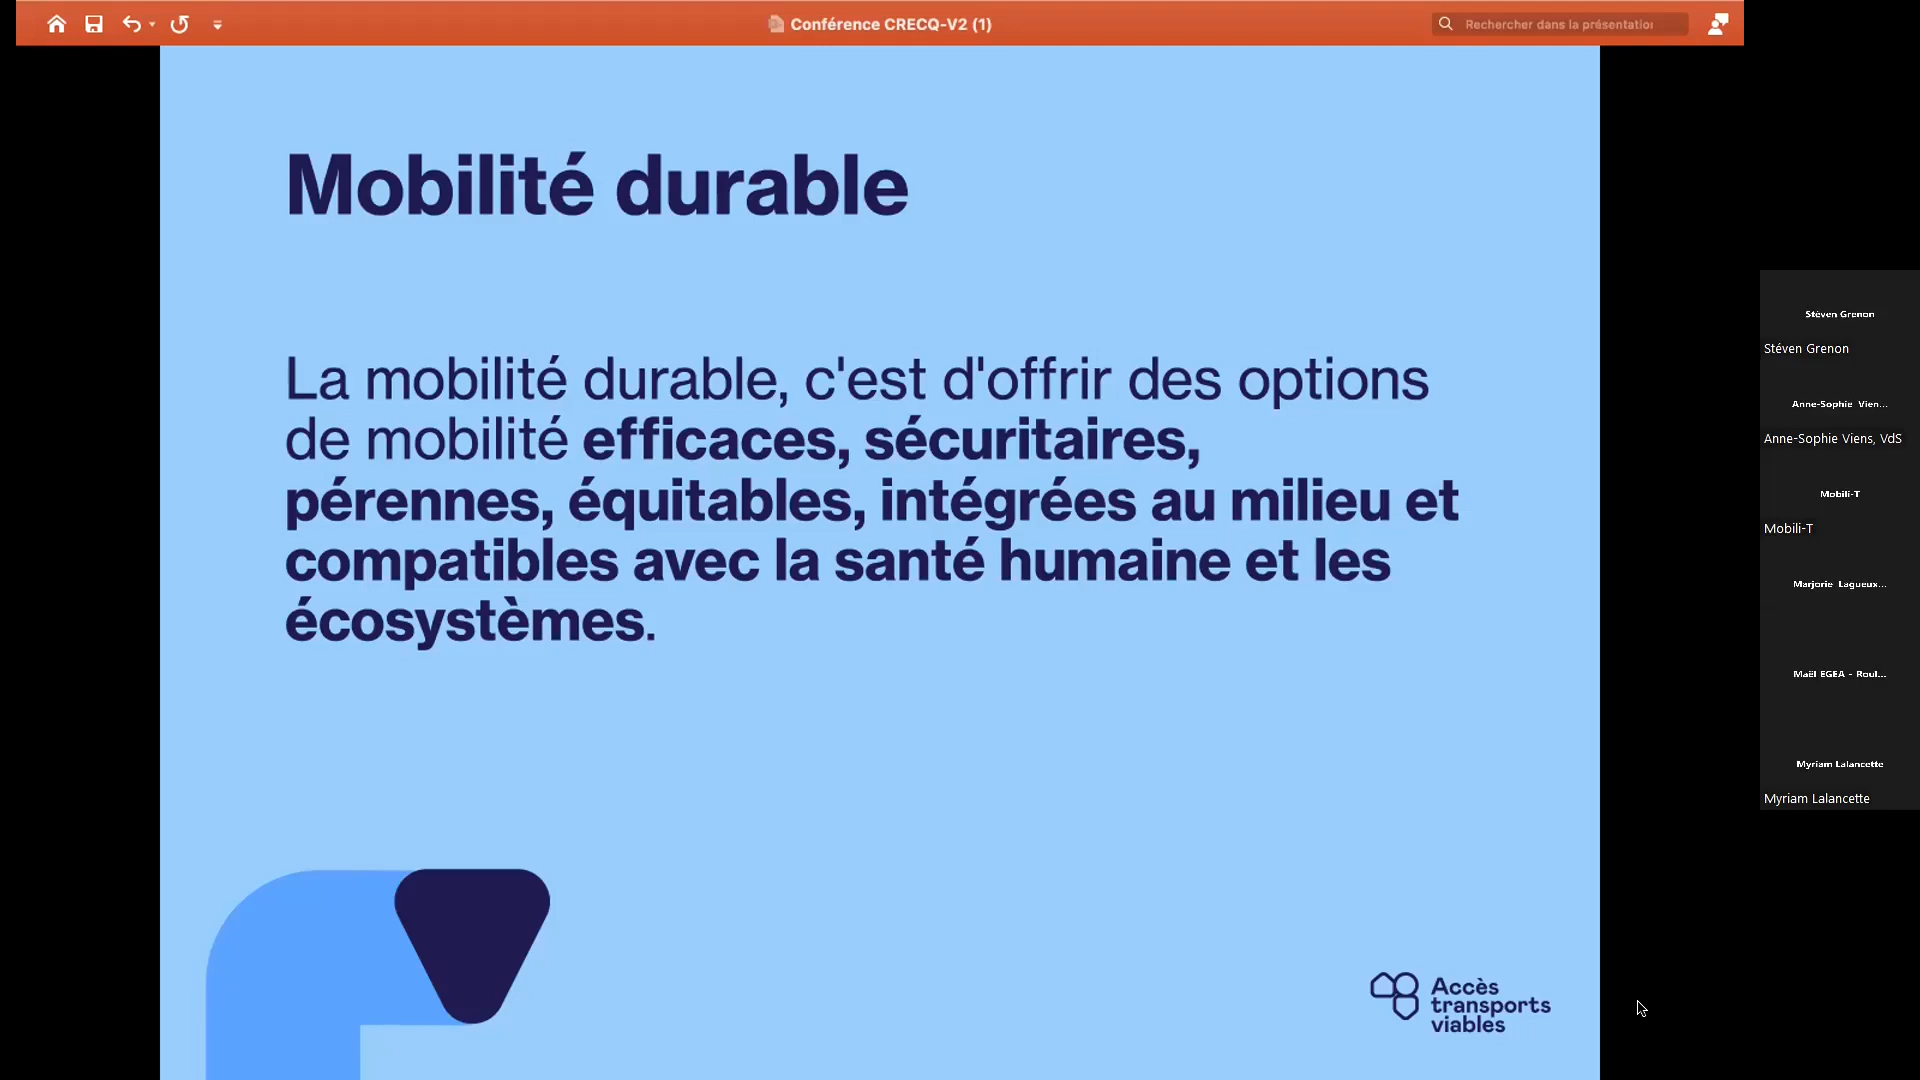 Conférence CRECQ-V2 (1)
Rechercher dans la présentation
Mobilité durable
La mobilité durable, c'est d'offrir des options
de mobilité efficaces, sécuritaires,
pérennes, équitables, intégrées au milieu et
compatibles avec la santé humaine et les
écosystèmes.
Accès
transports
viables
Stéven Grenon
Stéven Grenon
Anne-Sophie Vien...
Anne-Sophie Viens, VdS
Mobili-T
Mobili-T
Marjorie Lagueux...
Maël EGEA - Roul...
Myriam Lalancette
Myriam Lalancette